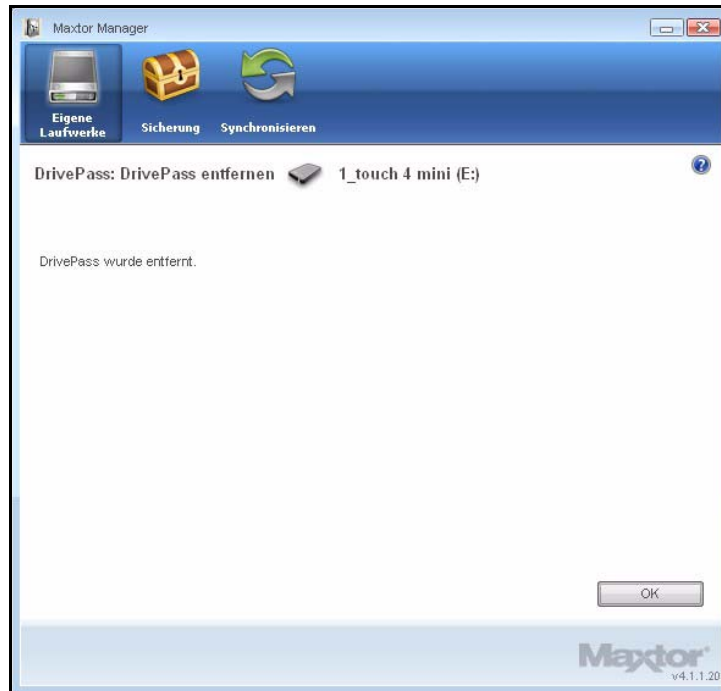 Maxtor Manager
Eigene
Laufwerke
Sicherung
Synchronisieren
DrivePass: DrivePass entfernen 1_touch 4 mini (E:)
DrivePass wurde entfernt.
OK
Maxtor
v4.1.1.20